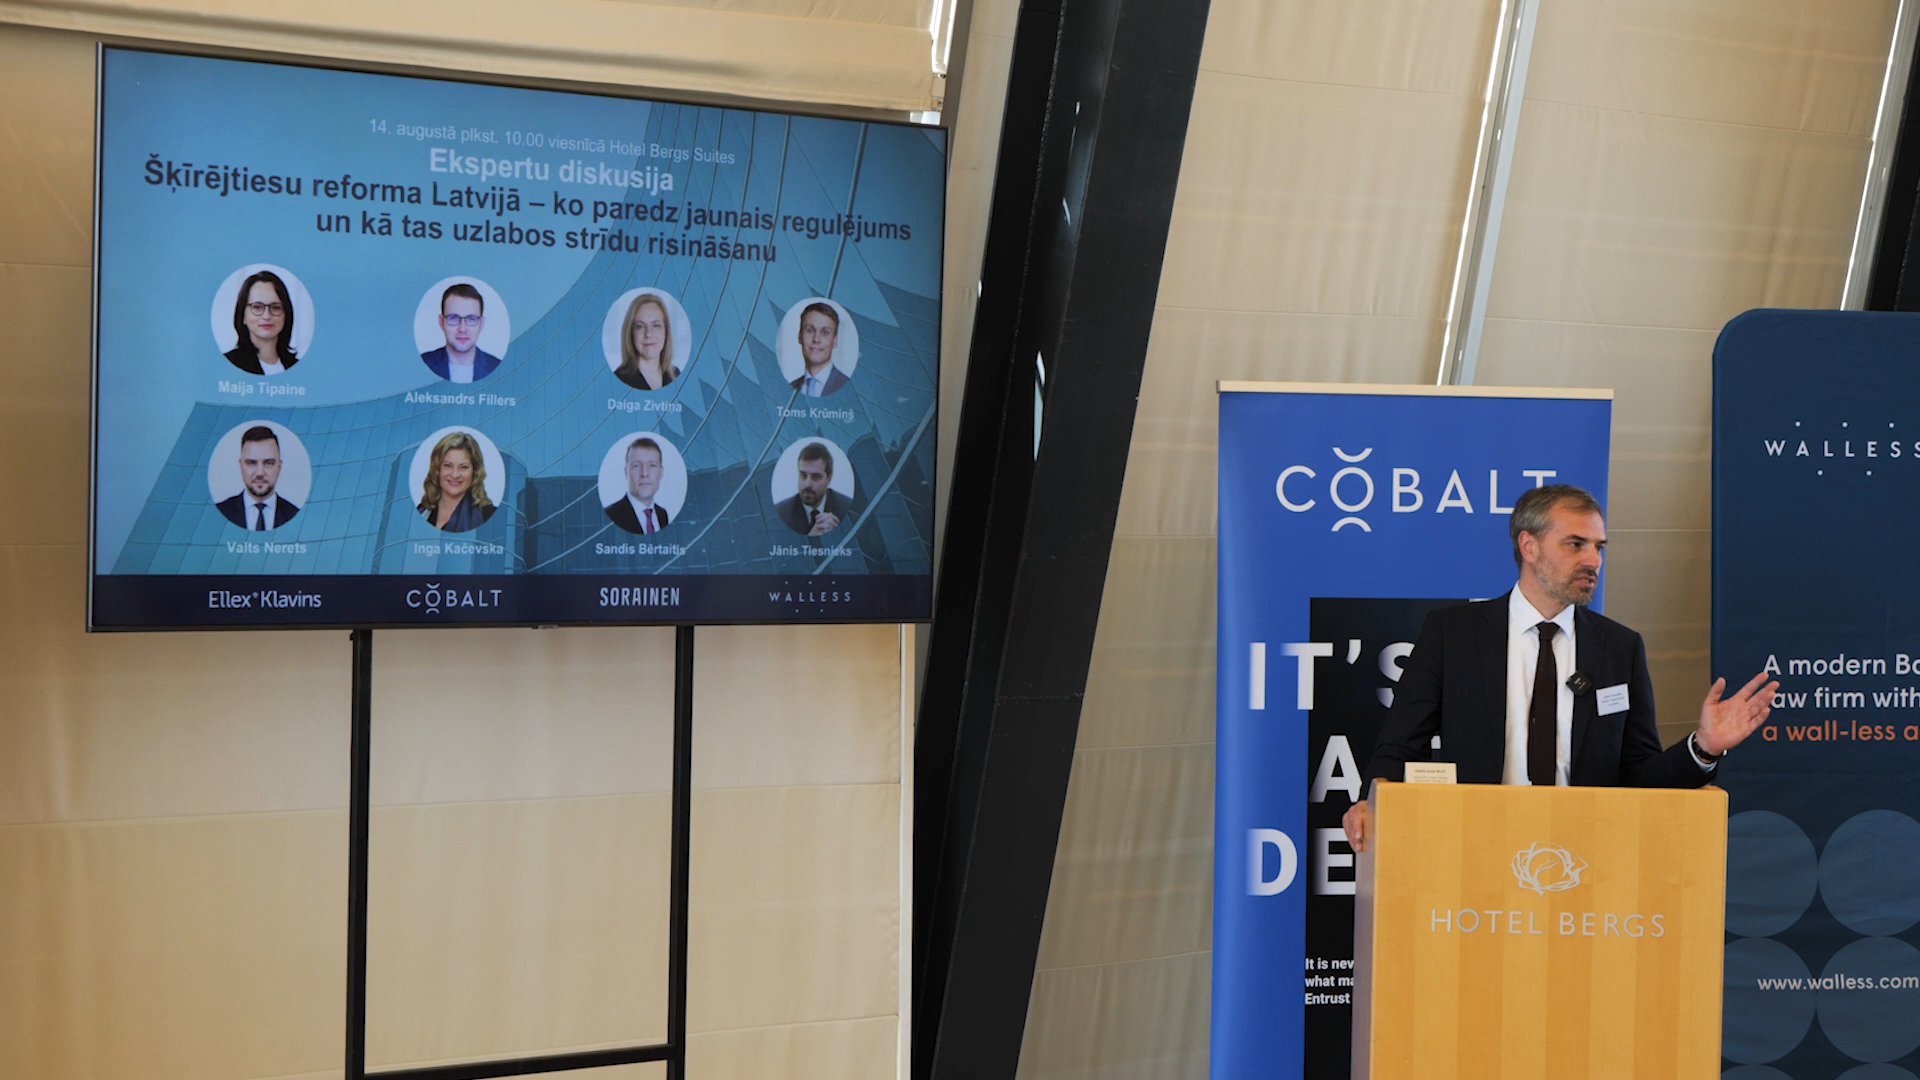 14. augustā plkst. 10.00 viesnīcā Hotel Bergs Suites
Ekspertu diskusija
Šķīrējtiesu reforma Latvijā – ko paredz jaunais regulējums
un kā tas uzlabos strīdu risināšanu
Maija Tipaine
Aleksandrs Fillers
Daiga Zivtiņa
Toms Krūmiņš
Valts Nerets
Inga Kačevska
Sandis Bērtaitis
Jānis Tiesnieks
Ellex Klavins
COBALT
SORAINEN
WALLESS
COBALT
IT'S
A
DE
It is nev
what ma
Entrust
HOTEL BERGS
WALLESS
A modern Ba
law firm with
a wall-less a
www.walless.com